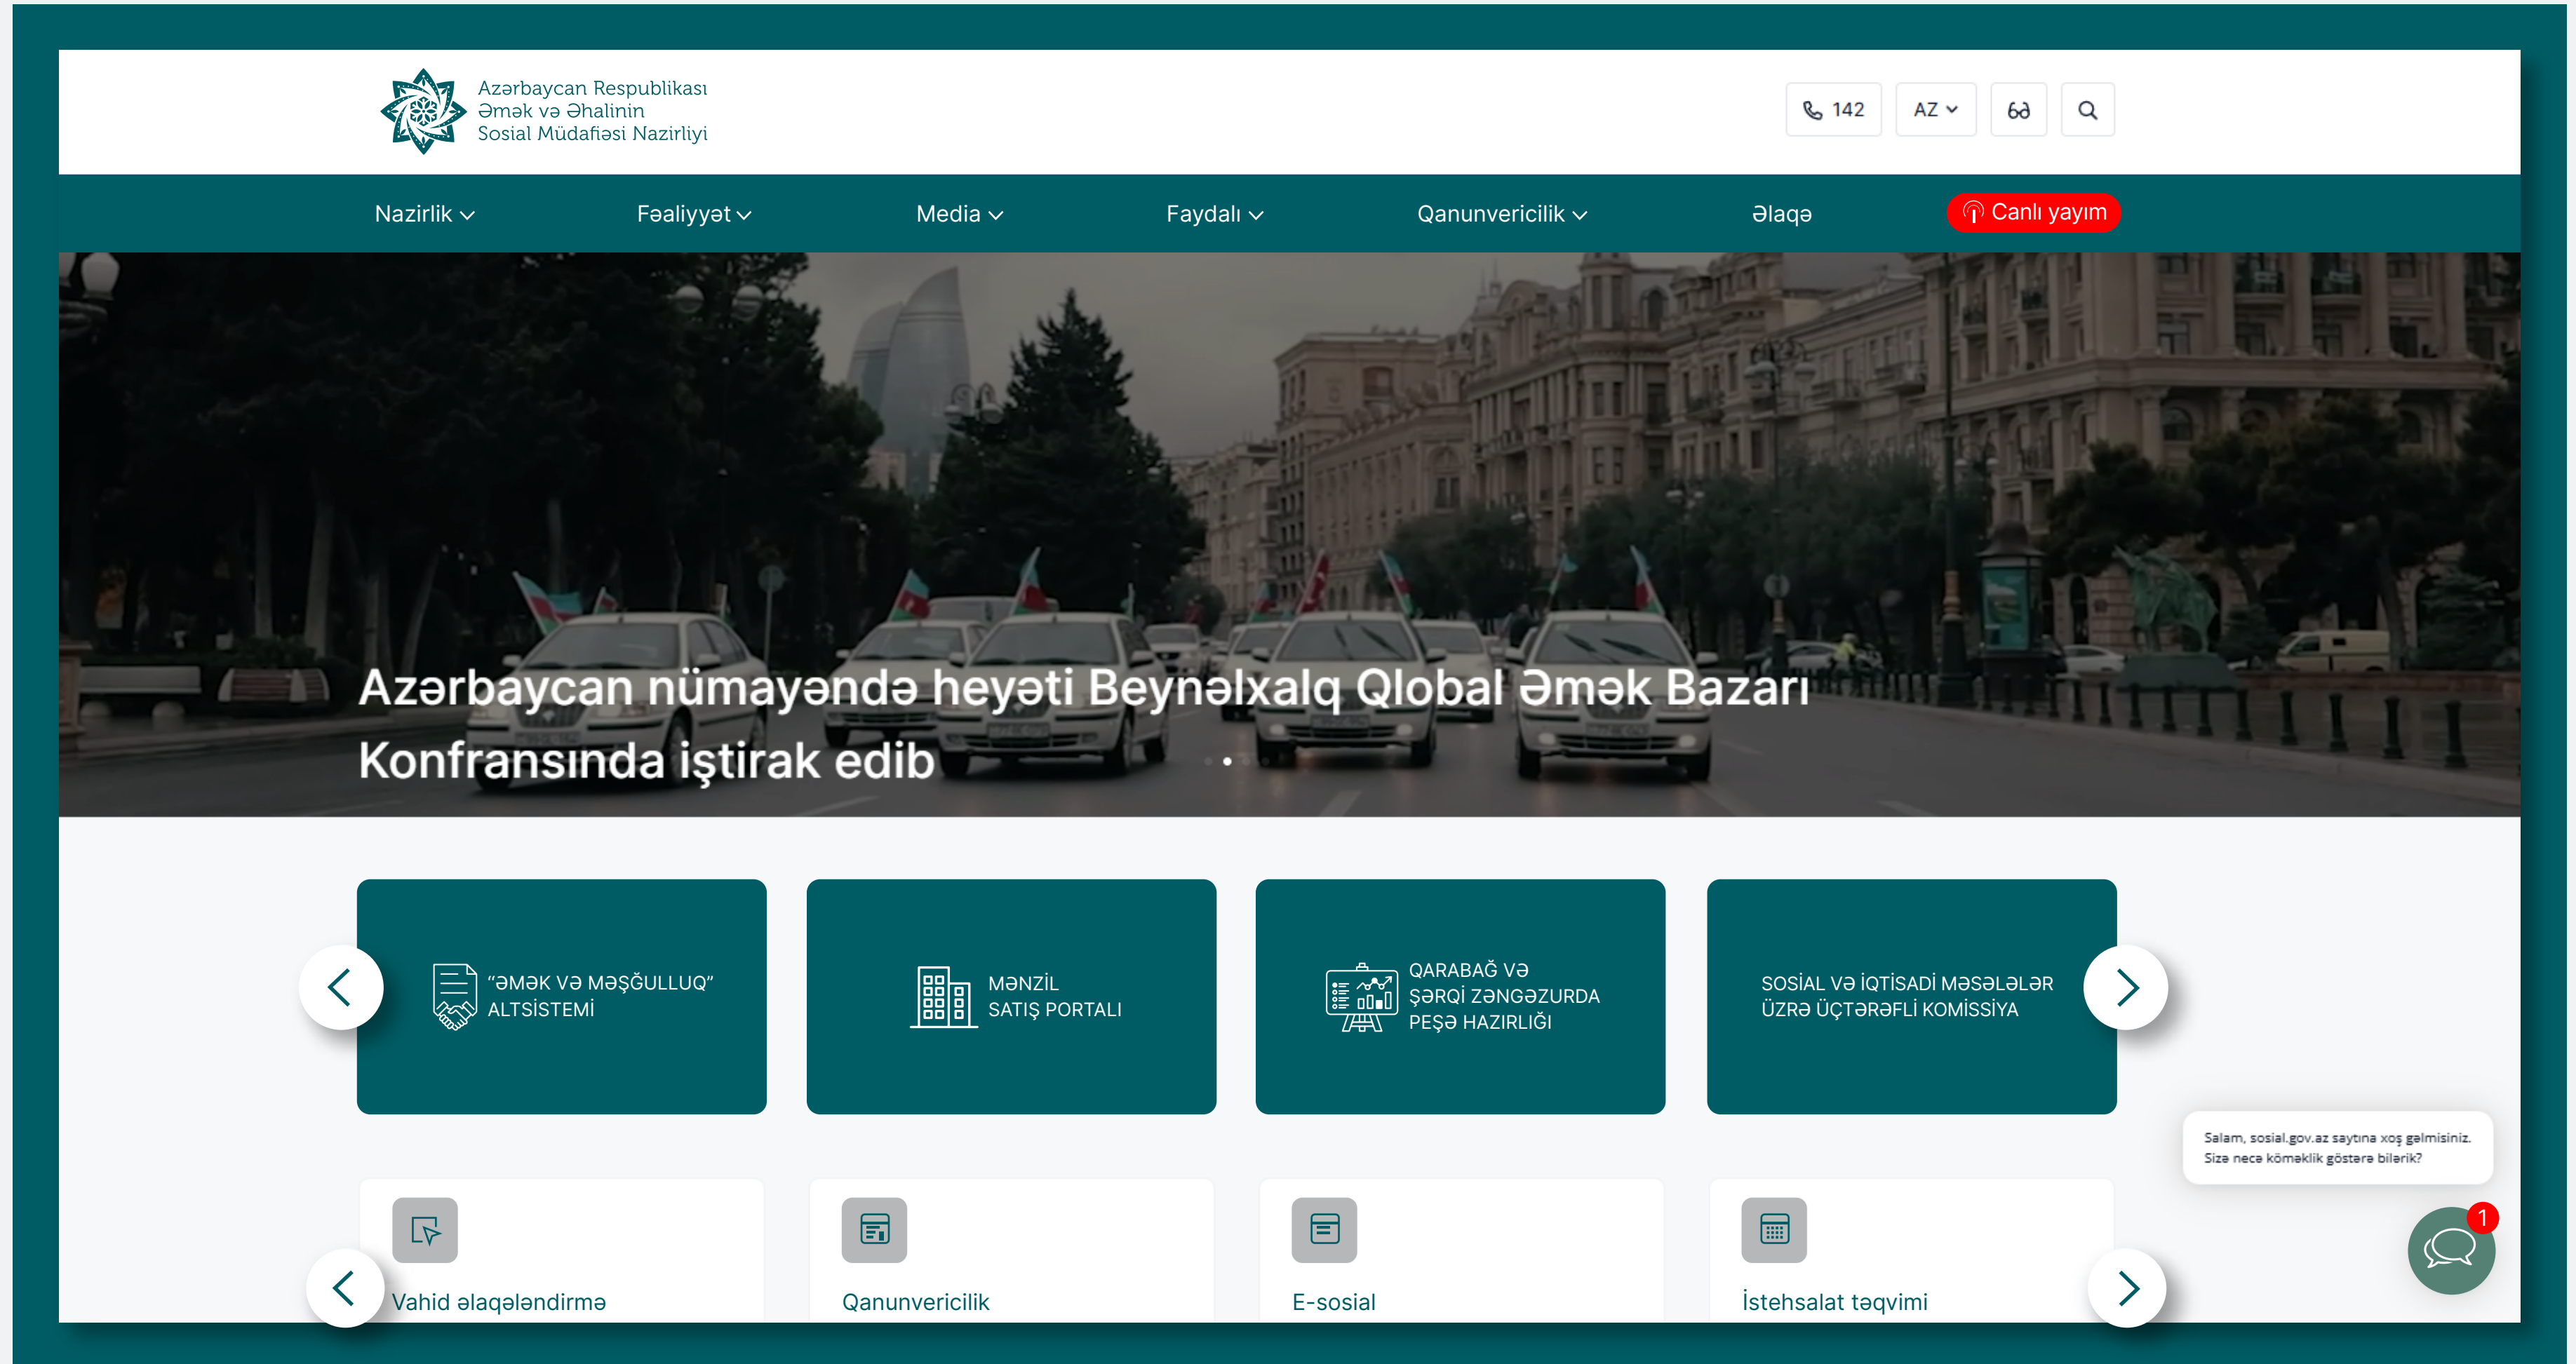 Azərbaycan Respublikası
Əmək və Əhalinin
Sosial Müdafiəsi Nazirliyi
142
AZ
Nazirlik
Fəaliyyət
Media
Faydalı
Qanunvericilik
Əlaqə
Canlı yayım
Azərbaycan nümayəndə heyəti Beynəlxalq Qlobal Əmək Bazarı
Konfransında iştirak edib
“ƏMƏK VƏ MƏŞĞULLUQ”
ALTSİSTEMİ
MƏNZİL
SATIŞ PORTALI
QARABAĞ VƏ
ŞƏRQİ ZƏNGƏZURDA
PEŞƏ HAZIRLIĞI
SOSİAL VƏ İQTİSADİ MƏSƏLƏLƏR
ÜZRƏ ÜÇTƏRƏFLİ KOMİSSİYA
Salam, sosial.gov.az saytına xoş gəlmisiniz.
Sizə necə köməklik göstərə bilərik?
1
Vahid əlaqələndirmə
Qanunvericilik
E-sosial
İstehsalat təqvimi